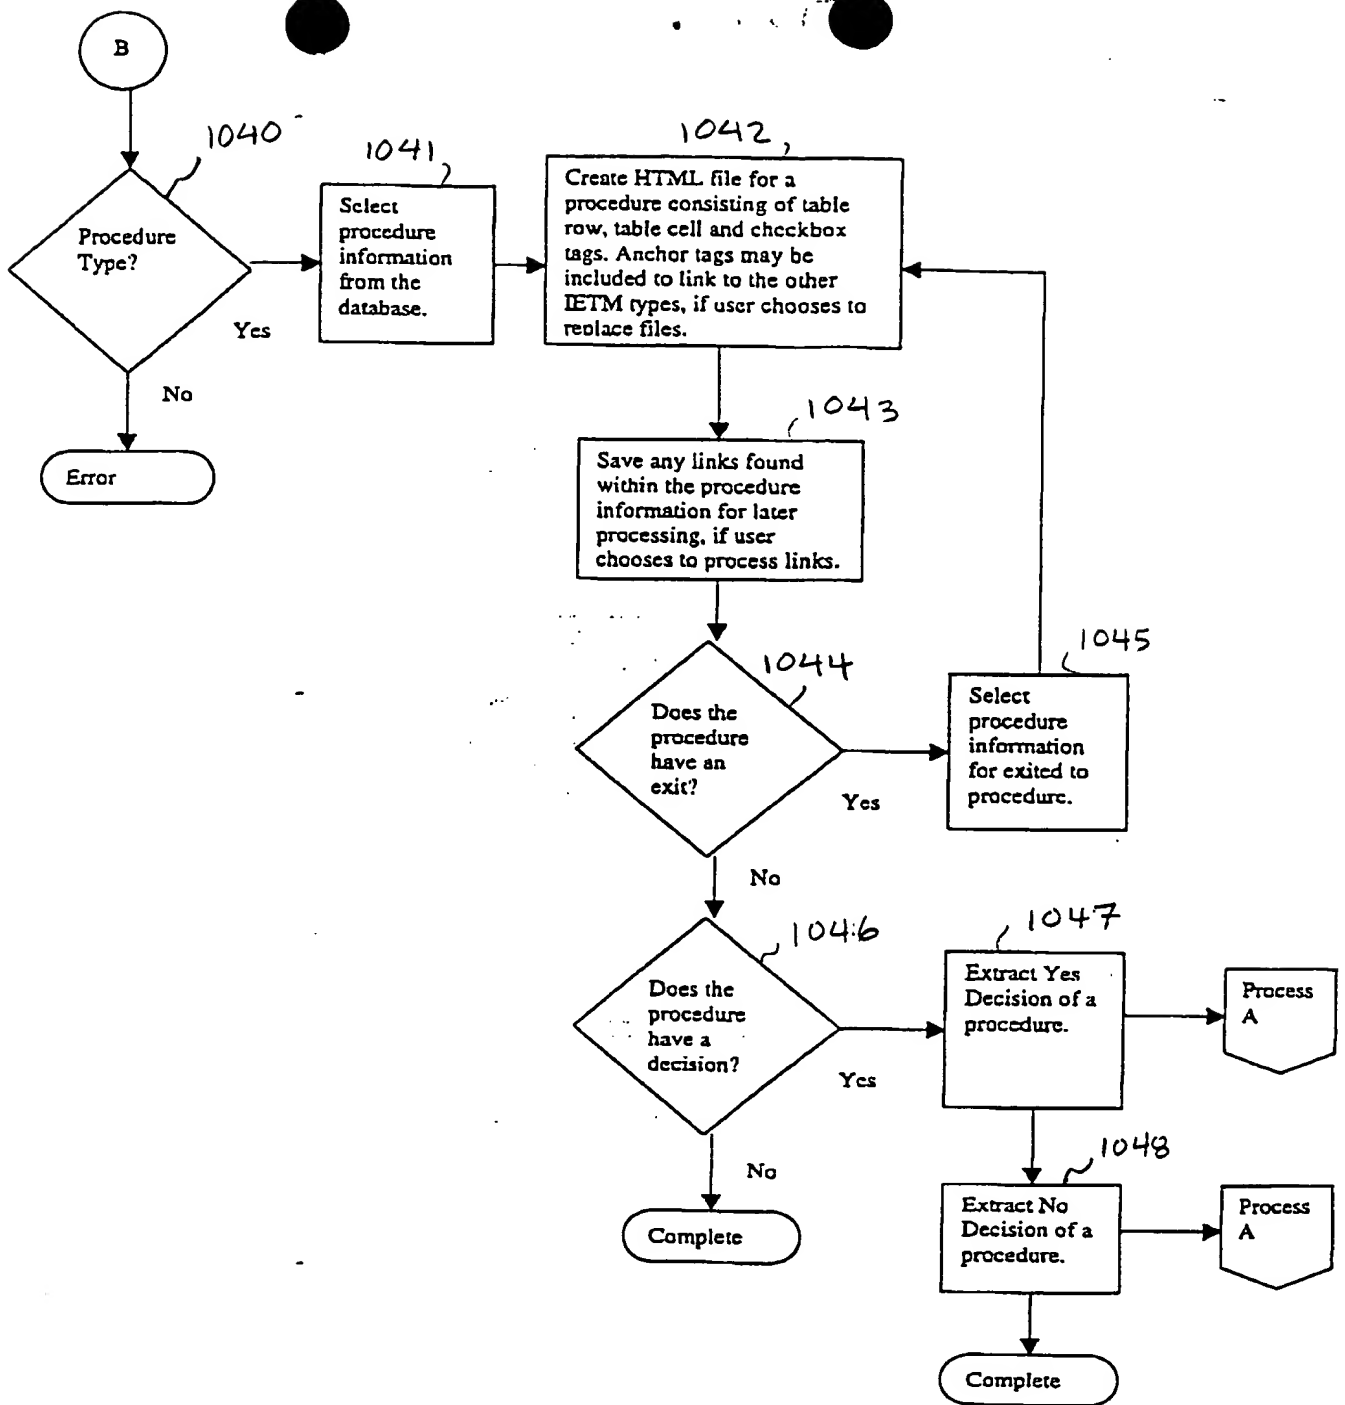 B
1040
Procedure
Type?
Yes
No
Error
1041
Select
procedure
information
from the
database.
1042
Create HTML file for a
procedure consisting of table
row, table cell and checkbox
tags. Anchor tags may be
included to link to the other
IETM types, if user chooses to
replace files.
1043
Save any links found
within the procedure
information for later
processing, if user
chooses to process links.
1044
Does the
procedure
have an
exit?
Yes
No
1045
Select
procedure
information
for exited to
procedure.
1046
Does the
procedure
have a
decision?
Yes
No
Complete
1047
Extract Yes
Decision of a
procedure.
Process
A
1048
Extract No
Decision of a
procedure.
Process
A
Complete